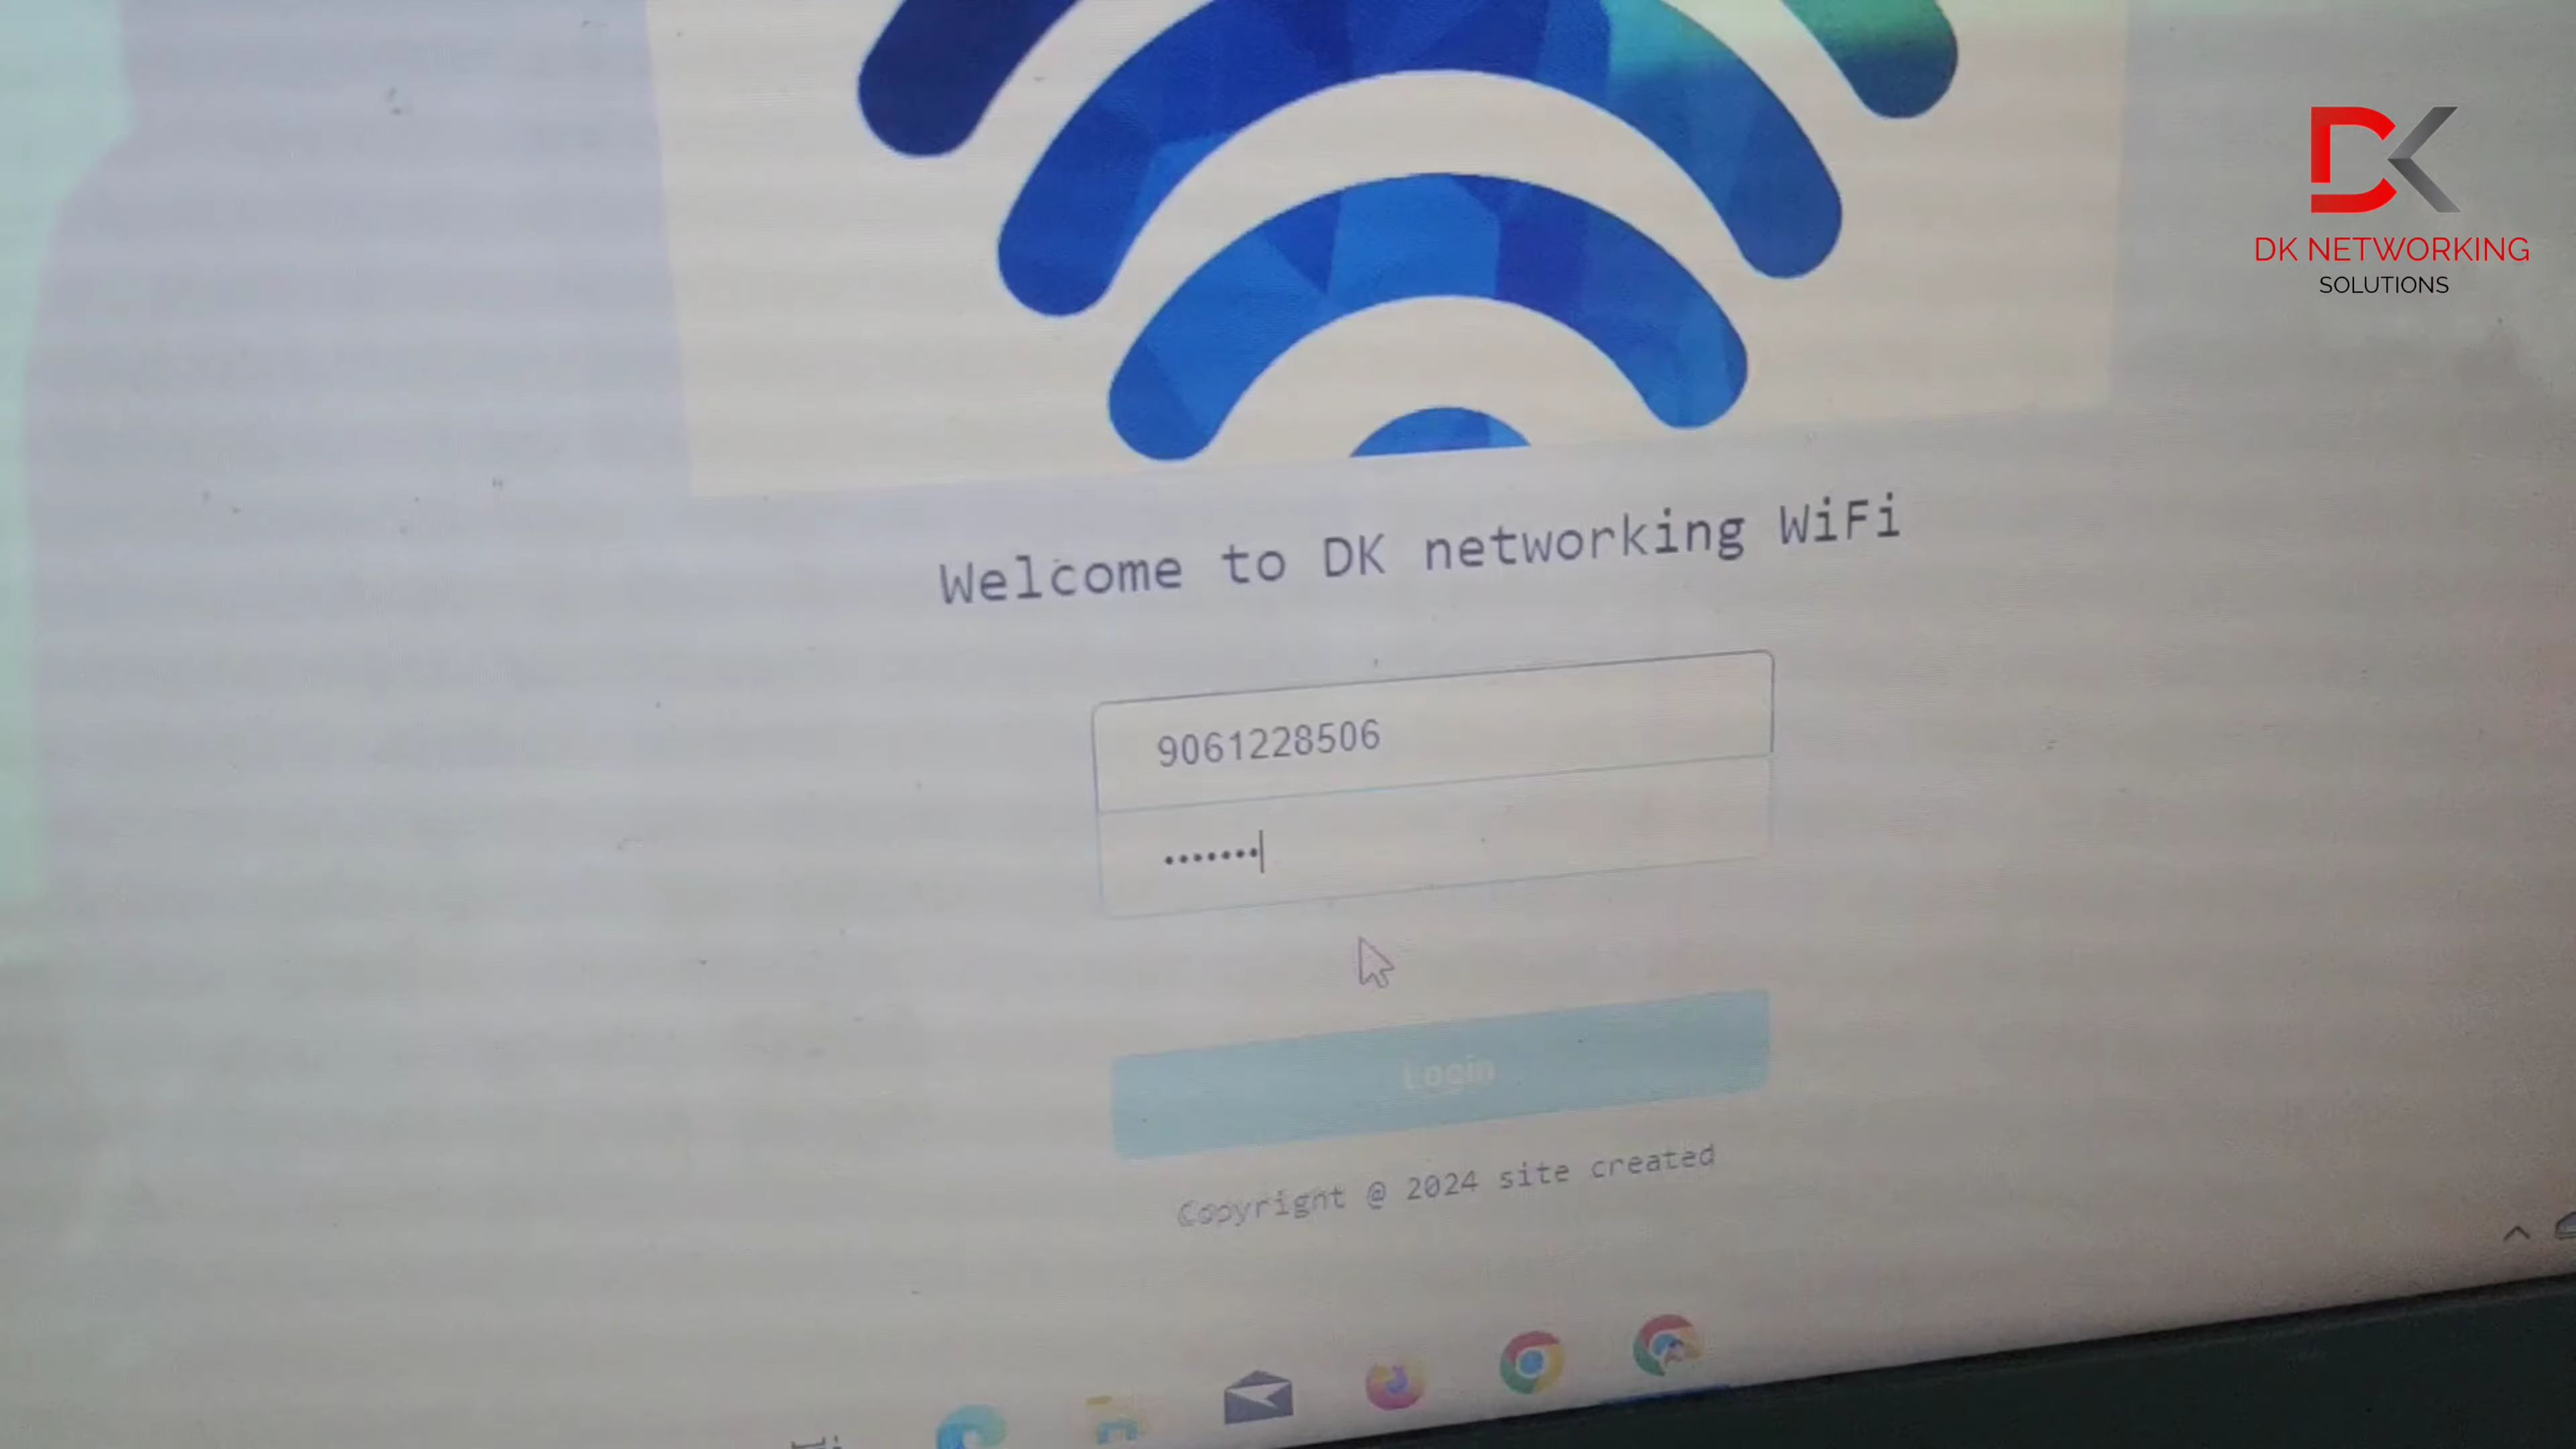 DK NETWORKING
SOLUTIONS
Welcome to DK networking WiFi
9061228506
•••••••
Login
Copyright @ 2024 site created